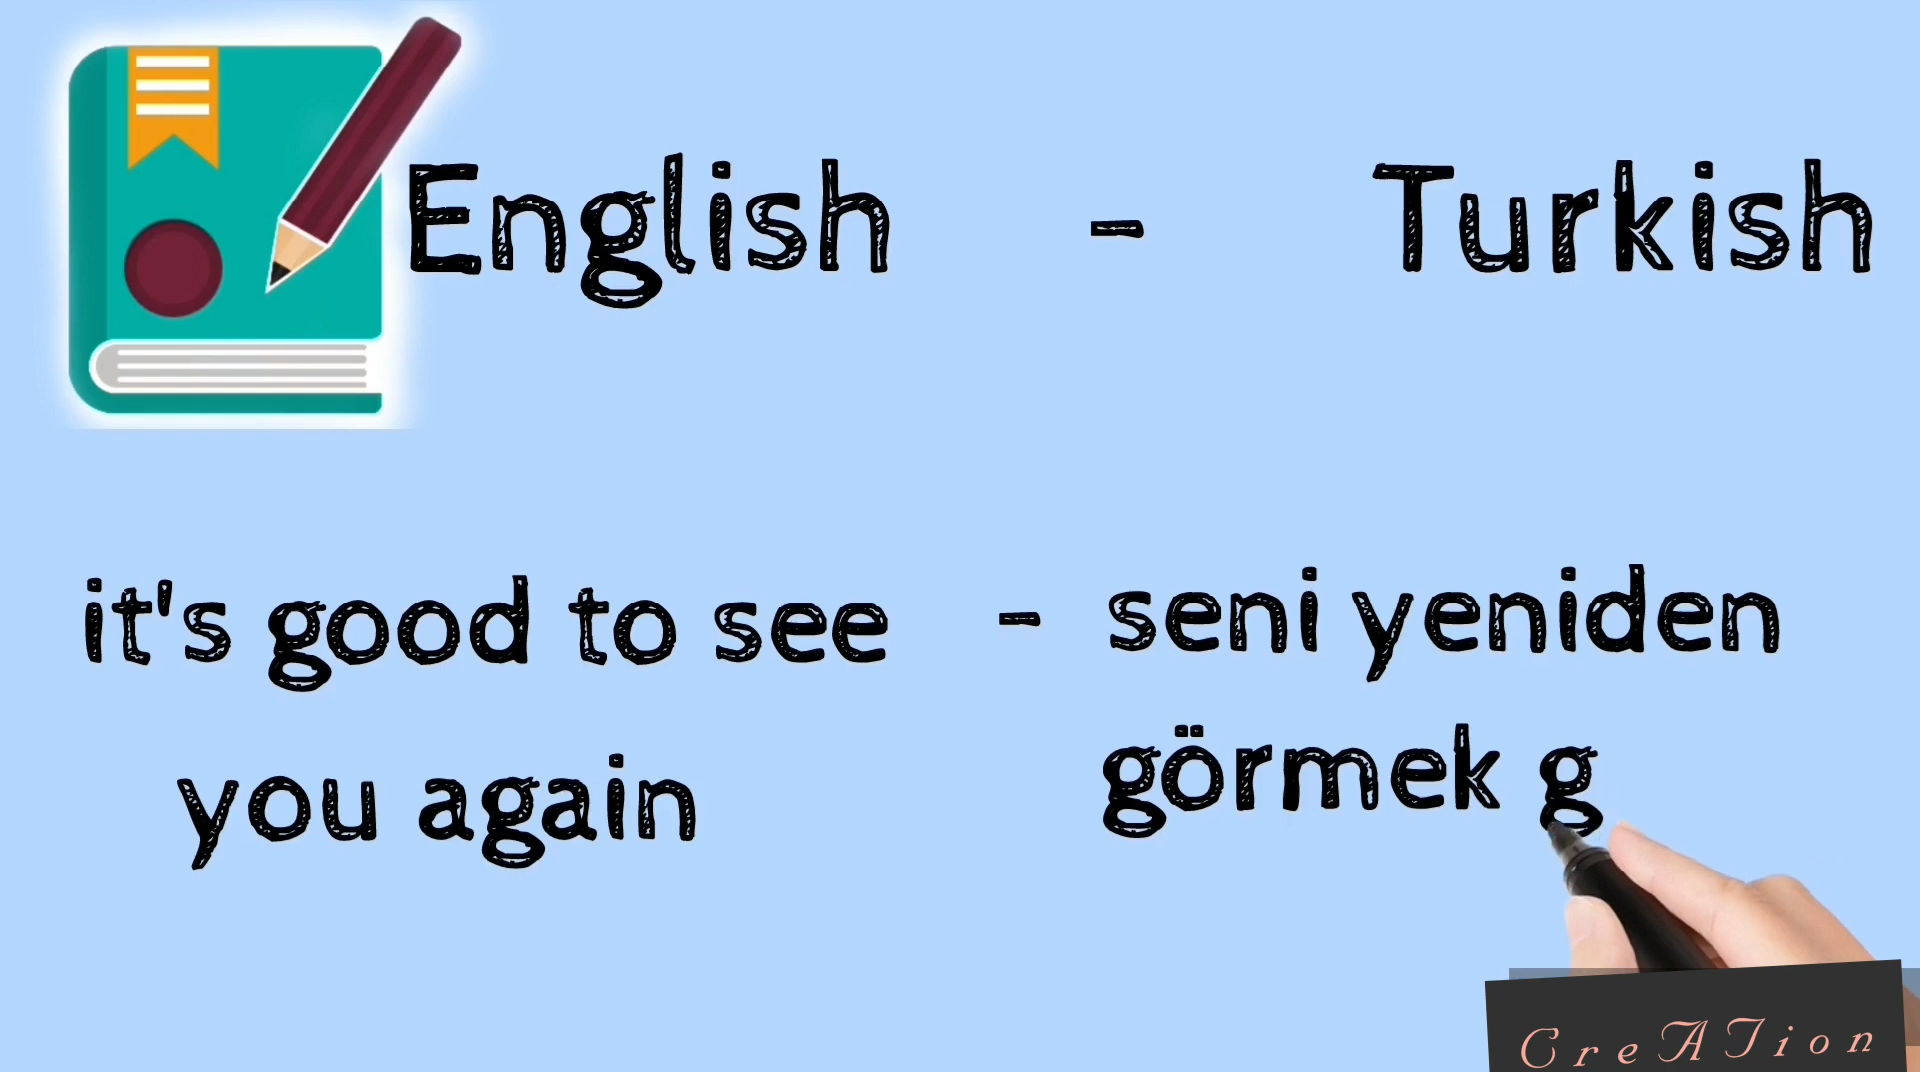 English - Turkish
it's good to see - seni yeniden
you again görmek g
CreATion